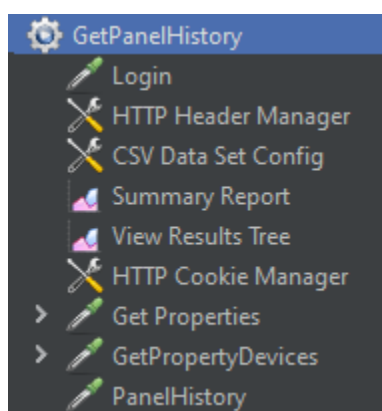 GetPanelHistory
Login
HTTP Header Manager
CSV Data Set Config
Summary Report
View Results Tree
HTTP Cookie Manager
Get Properties
GetPropertyDevices
PanelHistory